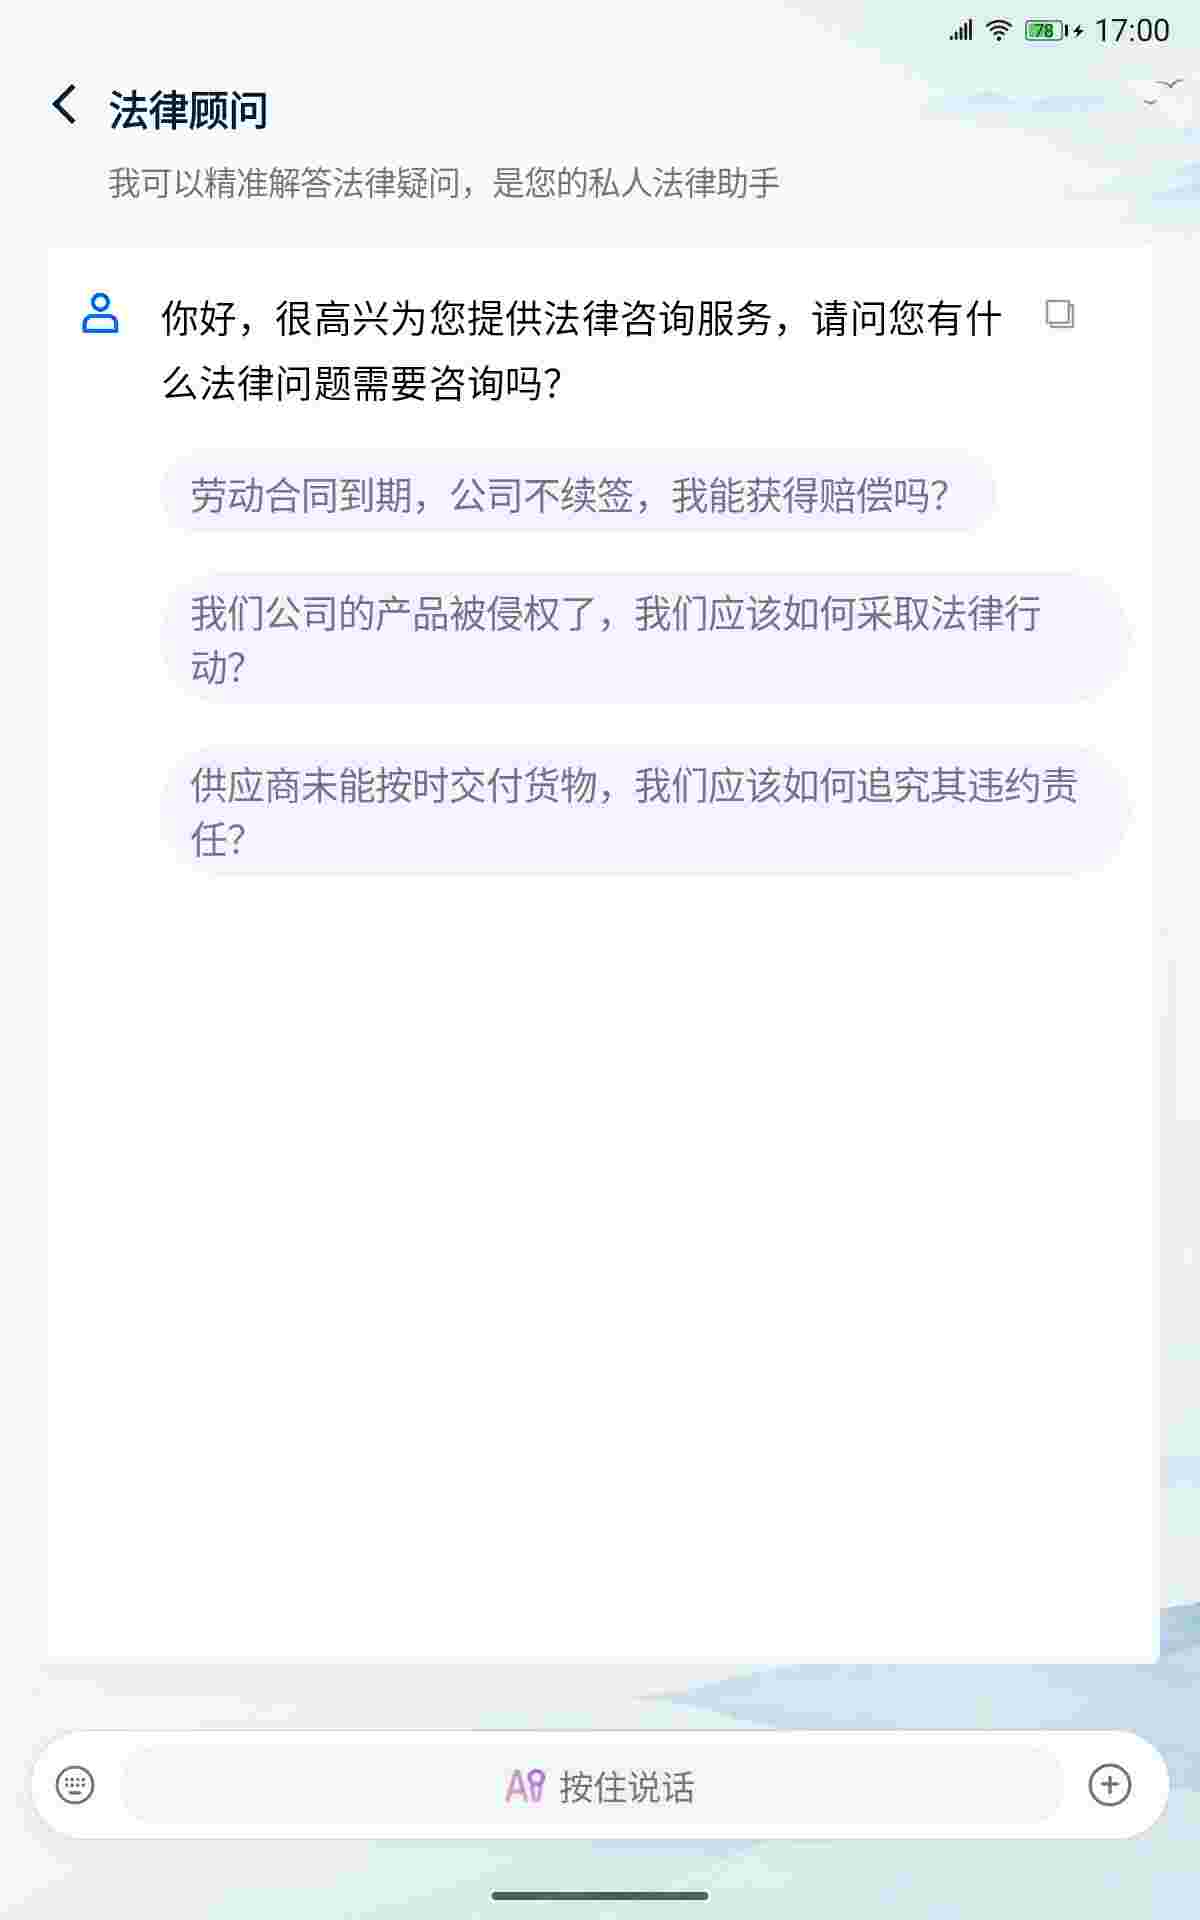 78 17:00
法律顾问
我可以精准解答法律疑问，是您的私人法律助手
你好，很高兴为您提供法律咨询服务，请问您有什
么法律问题需要咨询吗？
劳动合同到期，公司不续签，我能获得赔偿吗？
我们公司的产品被侵权了，我们应该如何采取法律行
动？
供应商未能按时交付货物，我们应该如何追究其违约责
任？
按住说话